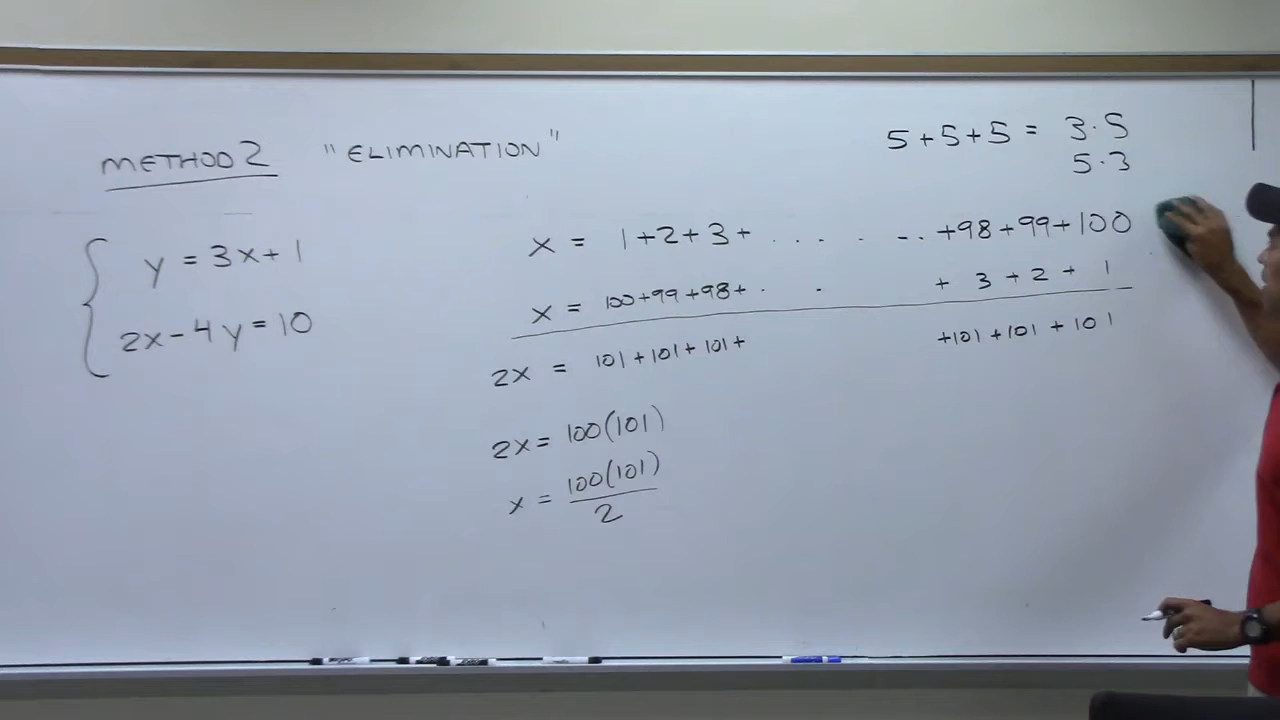 METHOD 2 "ELIMINATION"
y = 3x + 1
2x - 4y = 10
5 + 5 + 5 = 3 · 5
5 · 3
x = 1 + 2 + 3 + . . . . . - . + 98 + 99 + 100
x = 100 + 99 + 98 + . . + 3 + 2 + 1
2x = 101 + 101 + 101 + + 101 + 101 + 101
2x = 100(101)
x = 100(101)
2